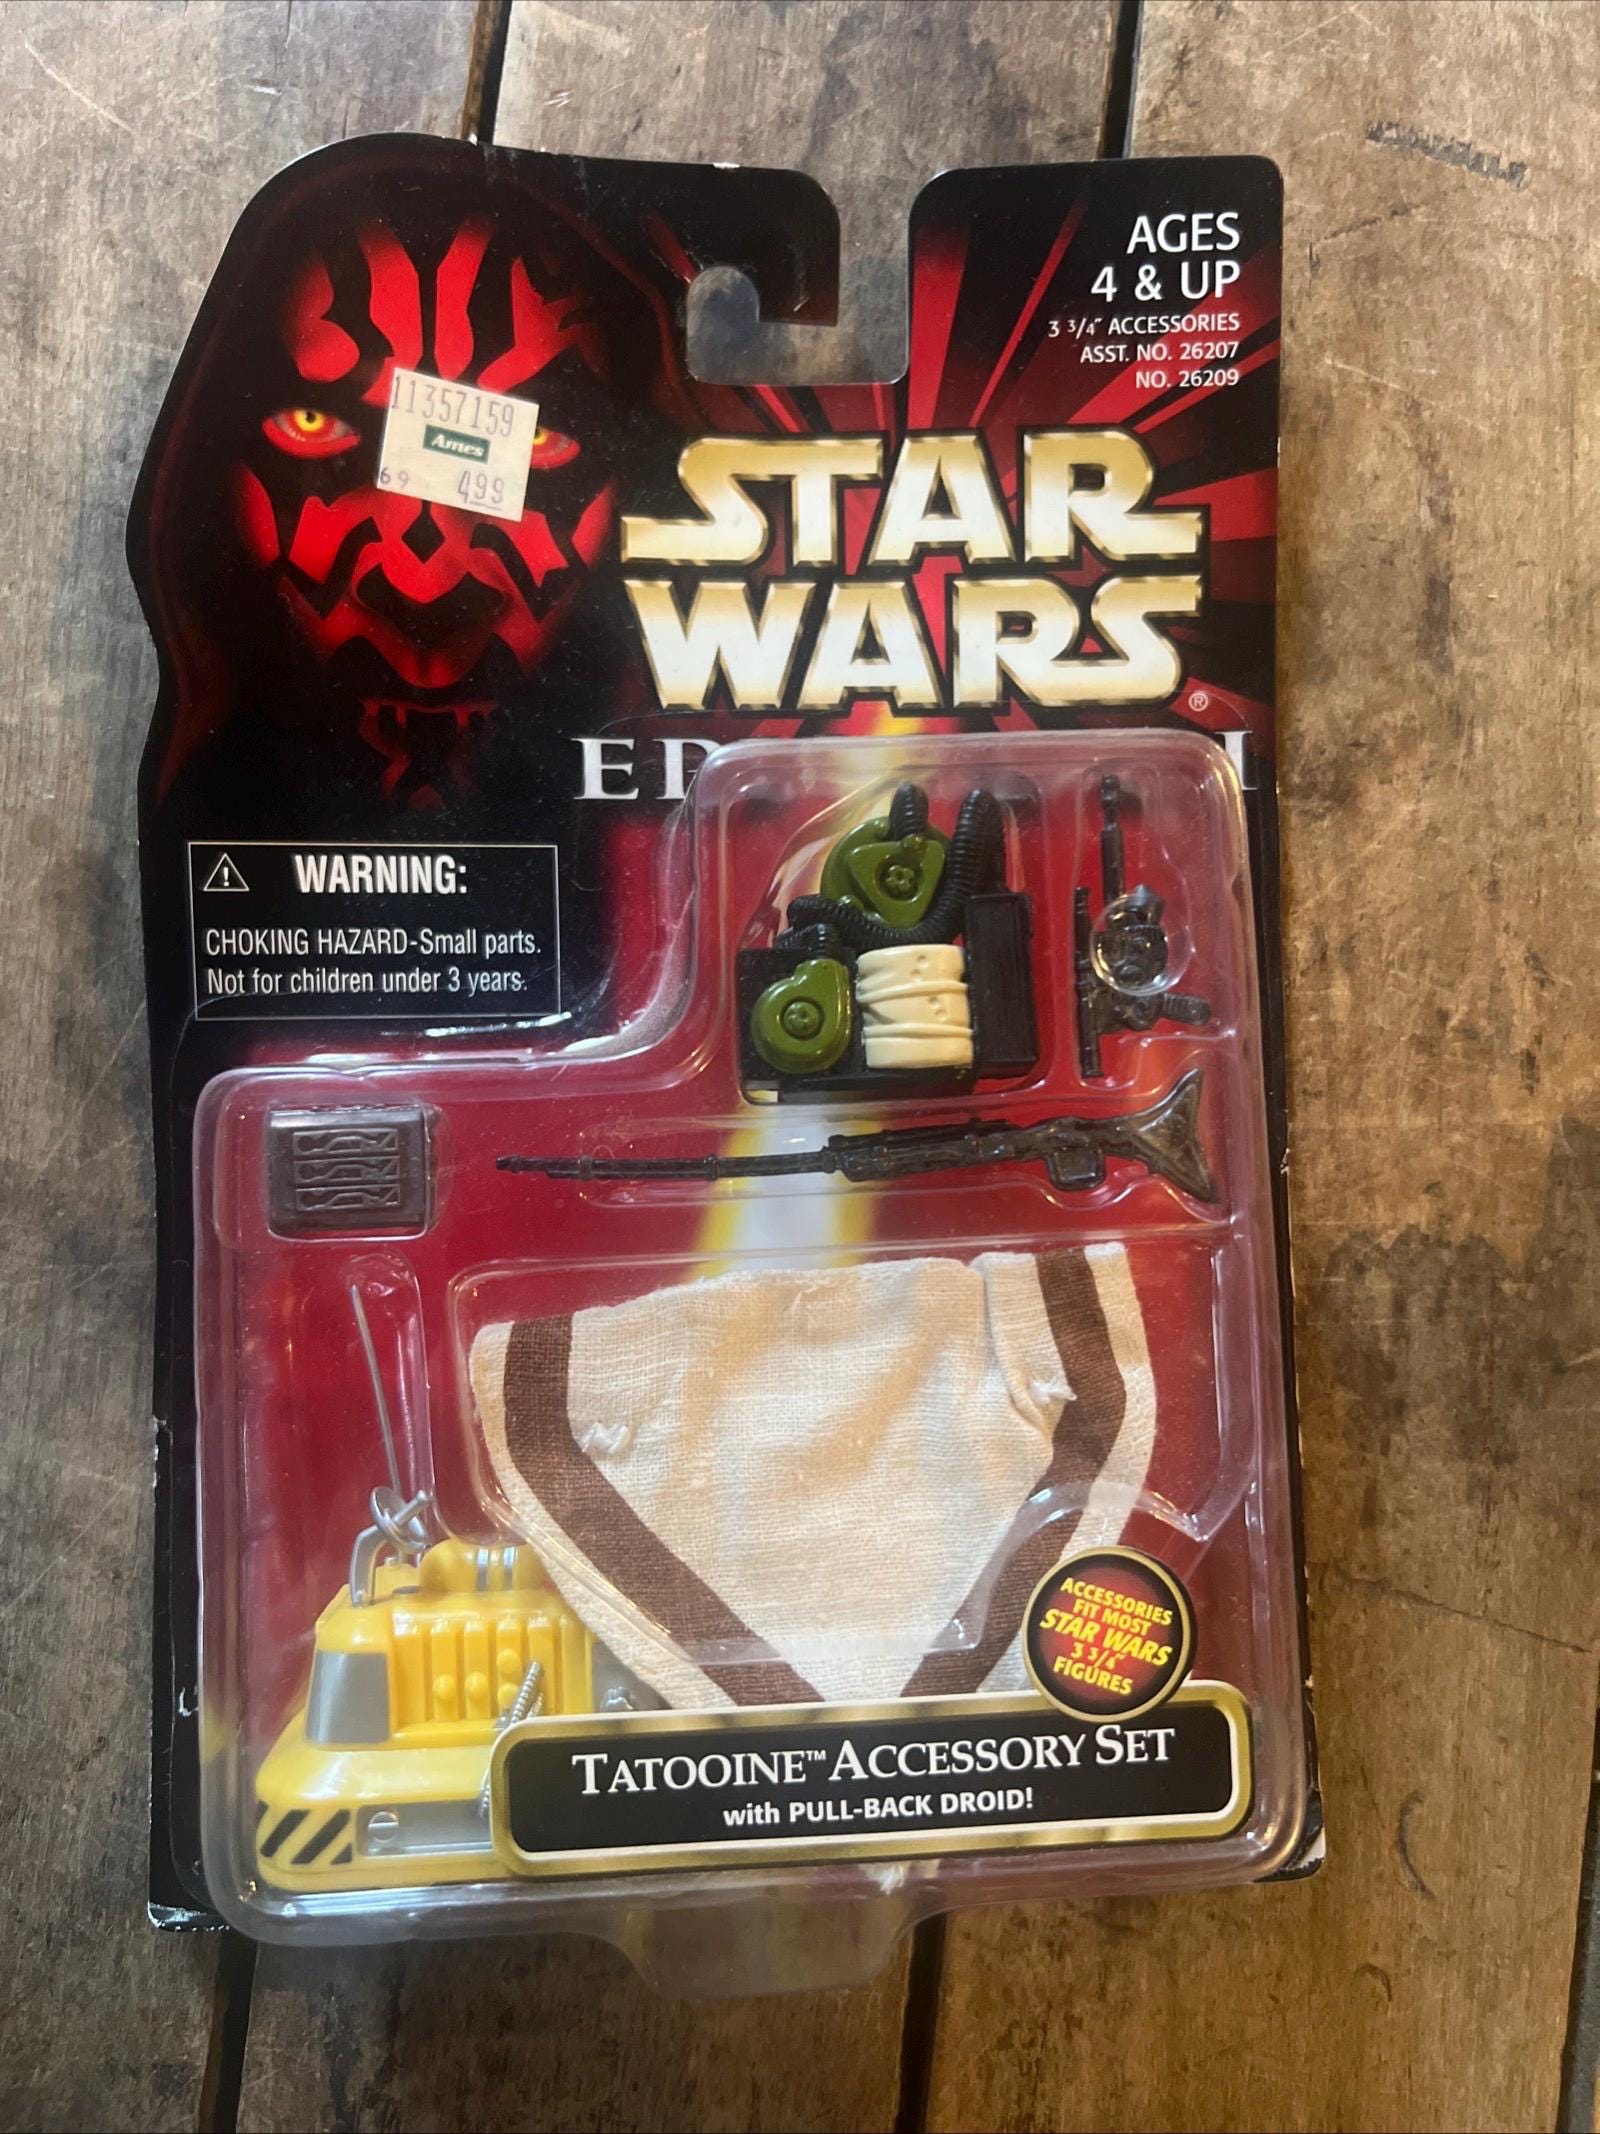 AGES
4 & UP
3 3/4" ACCESSORIES
ASST. NO. 26207
NO. 26209
11357159
Ames
69 499
STAR
WARS®
EP I
WARNING:
CHOKING HAZARD-Small parts.
Not for children under 3 years.
ACCESSORIES
FIT MOST
STAR WARS
3 3/4"
FIGURES
TATOOINE™ ACCESSORY SET
with PULL-BACK DROID!